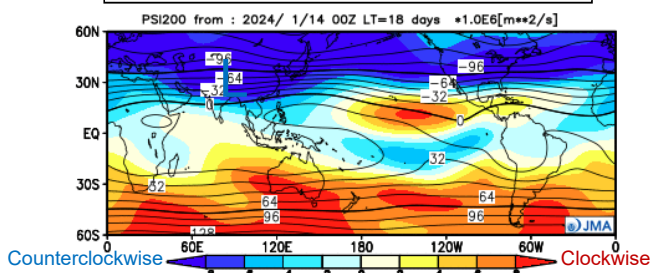 PSI200 from : 2024/ 1/14 00Z LT=18 days *1.0E6[m**2/s]
60N
30N
EQ
30S
60S
-96
-64
-32
0
-96
-64
-32
0
32
32
64
96
128
64
96
JMA
0 60E 120E 180 120W 60W 0
Counterclockwise
Clockwise